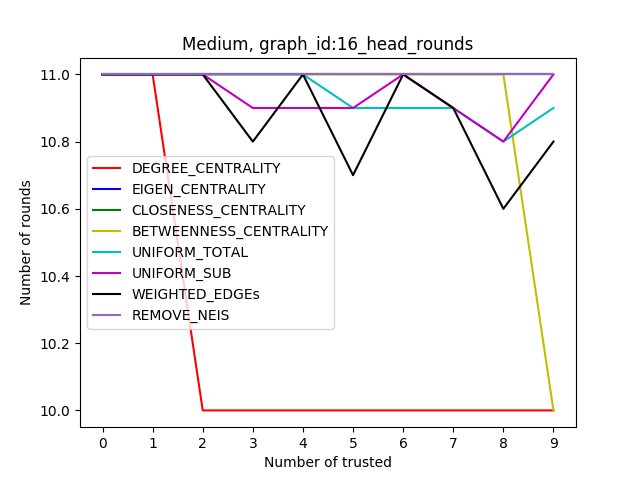 Medium, graph_id:16_head_rounds
11.0
10.8
10.6
10.4
10.2
10.0
Number of rounds
DEGREE_CENTRALITY
EIGEN_CENTRALITY
CLOSENESS_CENTRALITY
BETWEENNESS_CENTRALITY
UNIFORM_TOTAL
UNIFORM_SUB
WEIGHTED_EDGEs
REMOVE_NEIS
0 1 2 3 4 5 6 7 8 9
Number of trusted